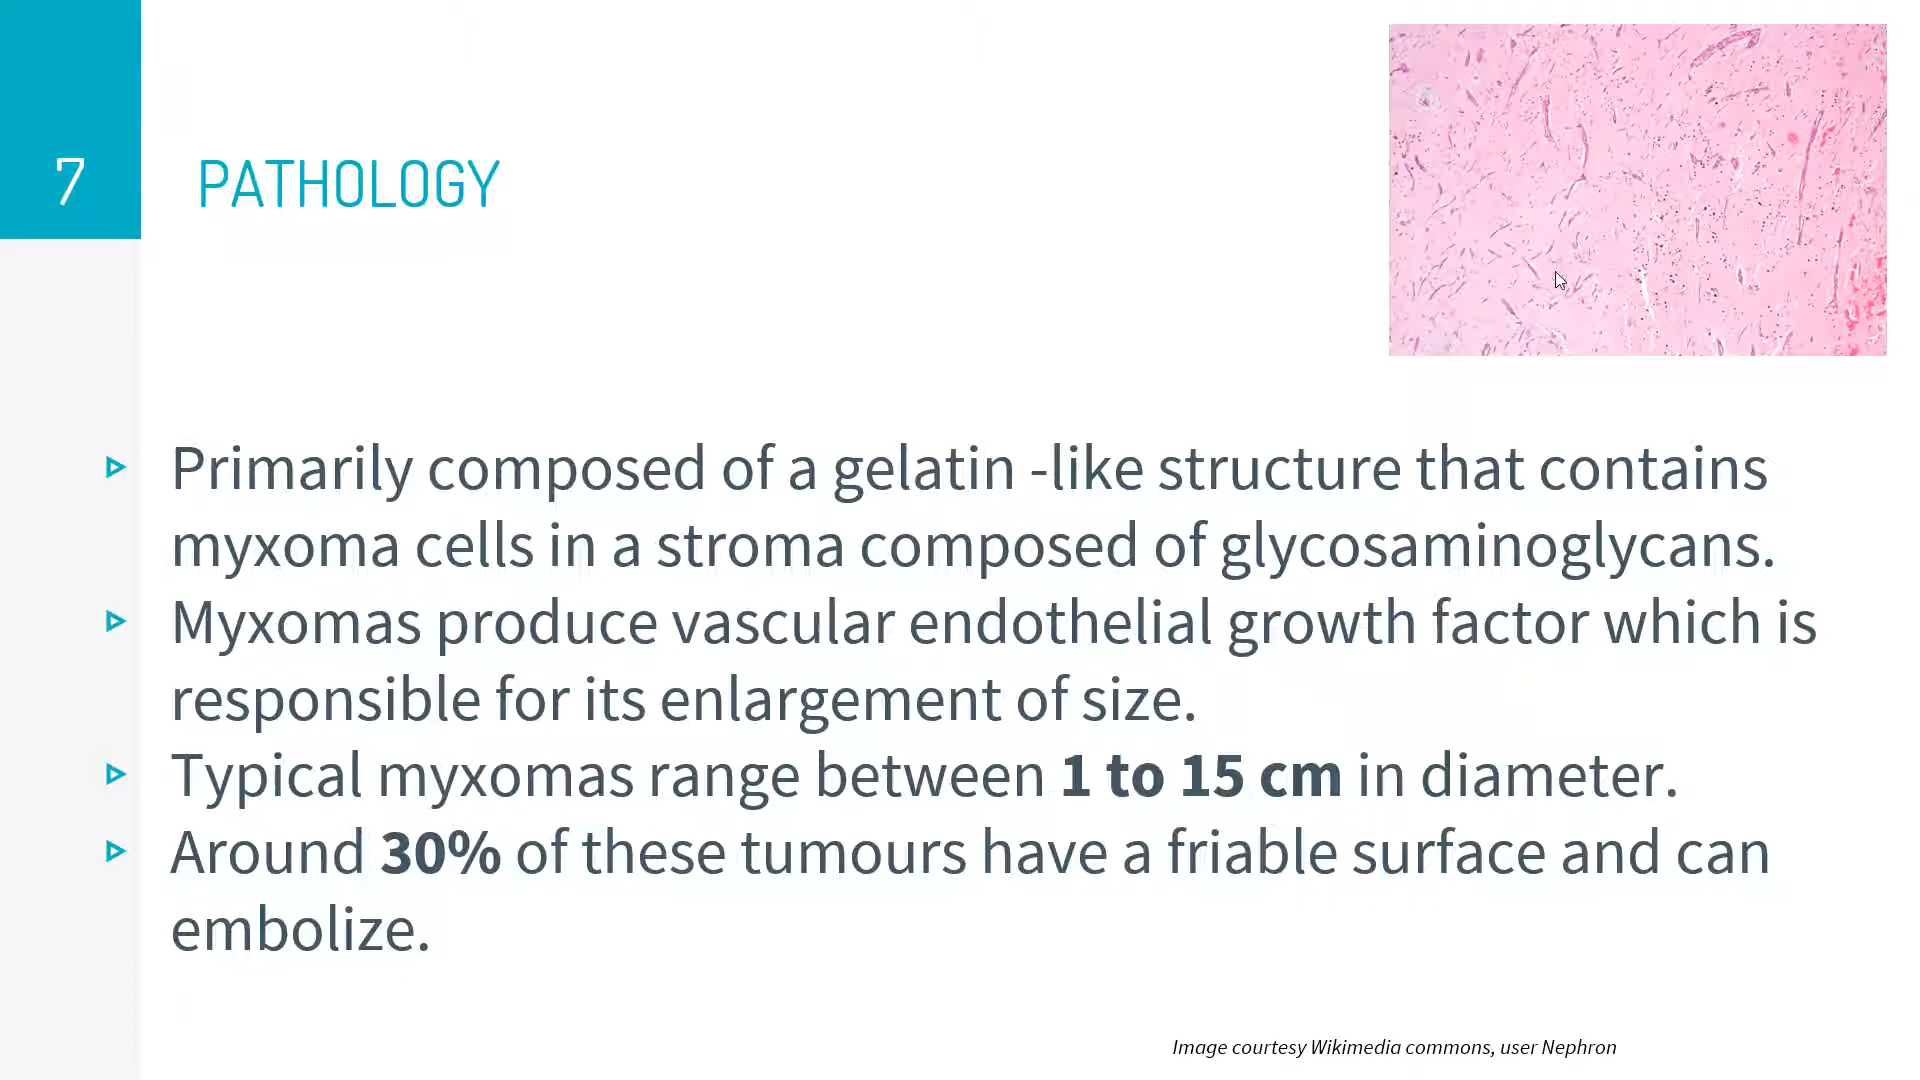 7
PATHOLOGY
Primarily composed of a gelatin -like structure that contains
myxoma cells in a stroma composed of glycosaminoglycans.
Myxomas produce vascular endothelial growth factor which is
responsible for its enlargement of size.
Typical myxomas range between 1 to 15 cm in diameter.
Around 30% of these tumours have a friable surface and can
embolize.
Image courtesy Wikimedia commons, user Nephron